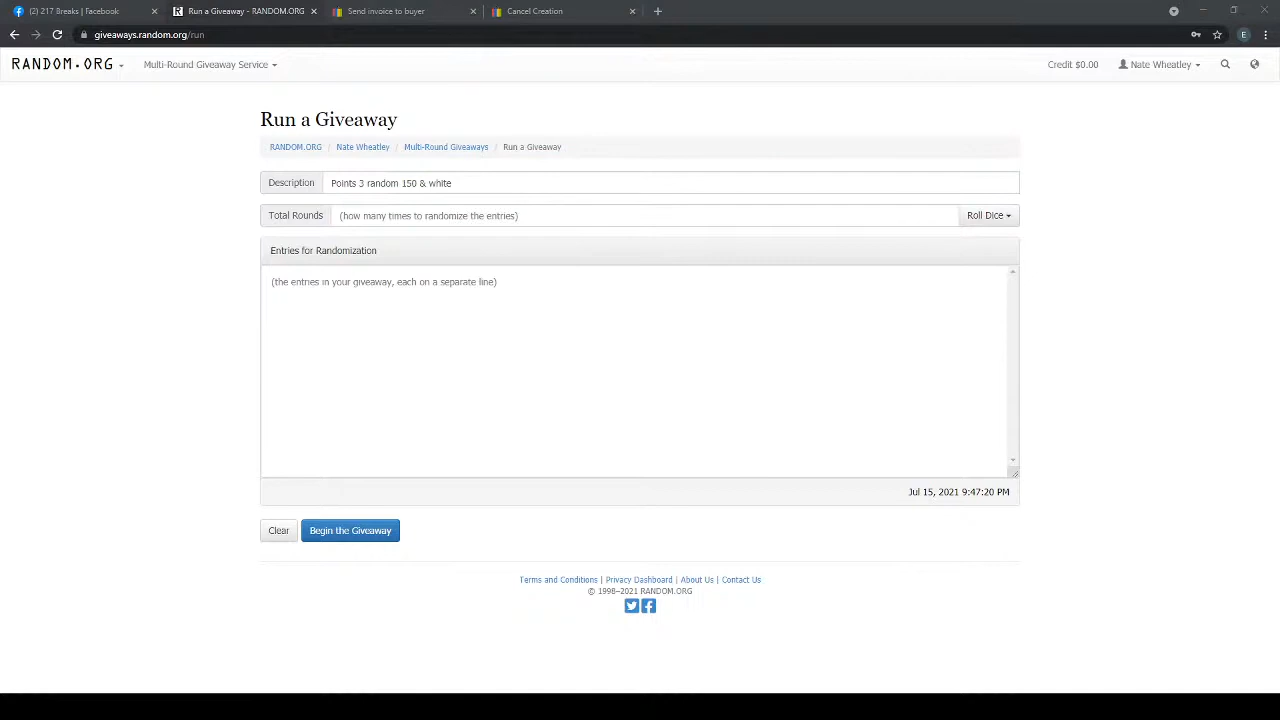 (2) 217 Breaks | Facebook
Run a Giveaway - RANDOM.ORG
Send invoice to buyer
Cancel Creation
giveaways.random.org/run
E
RANDOM.ORG
Multi-Round Giveaway Service
Credit $0.00
Nate Wheatley
Run a Giveaway
RANDOM.ORG / Nate Wheatley / Multi-Round Giveaways / Run a Giveaway
Description
Points 3 random 150 & white
Total Rounds
(how many times to randomize the entries)
Roll Dice
Entries for Randomization
(the entries in your giveaway, each on a separate line)
Jul 15, 2021 9:47:20 PM
Clear
Begin the Giveaway
Terms and Conditions | Privacy Dashboard | About Us | Contact Us
© 1998–2021 RANDOM.ORG